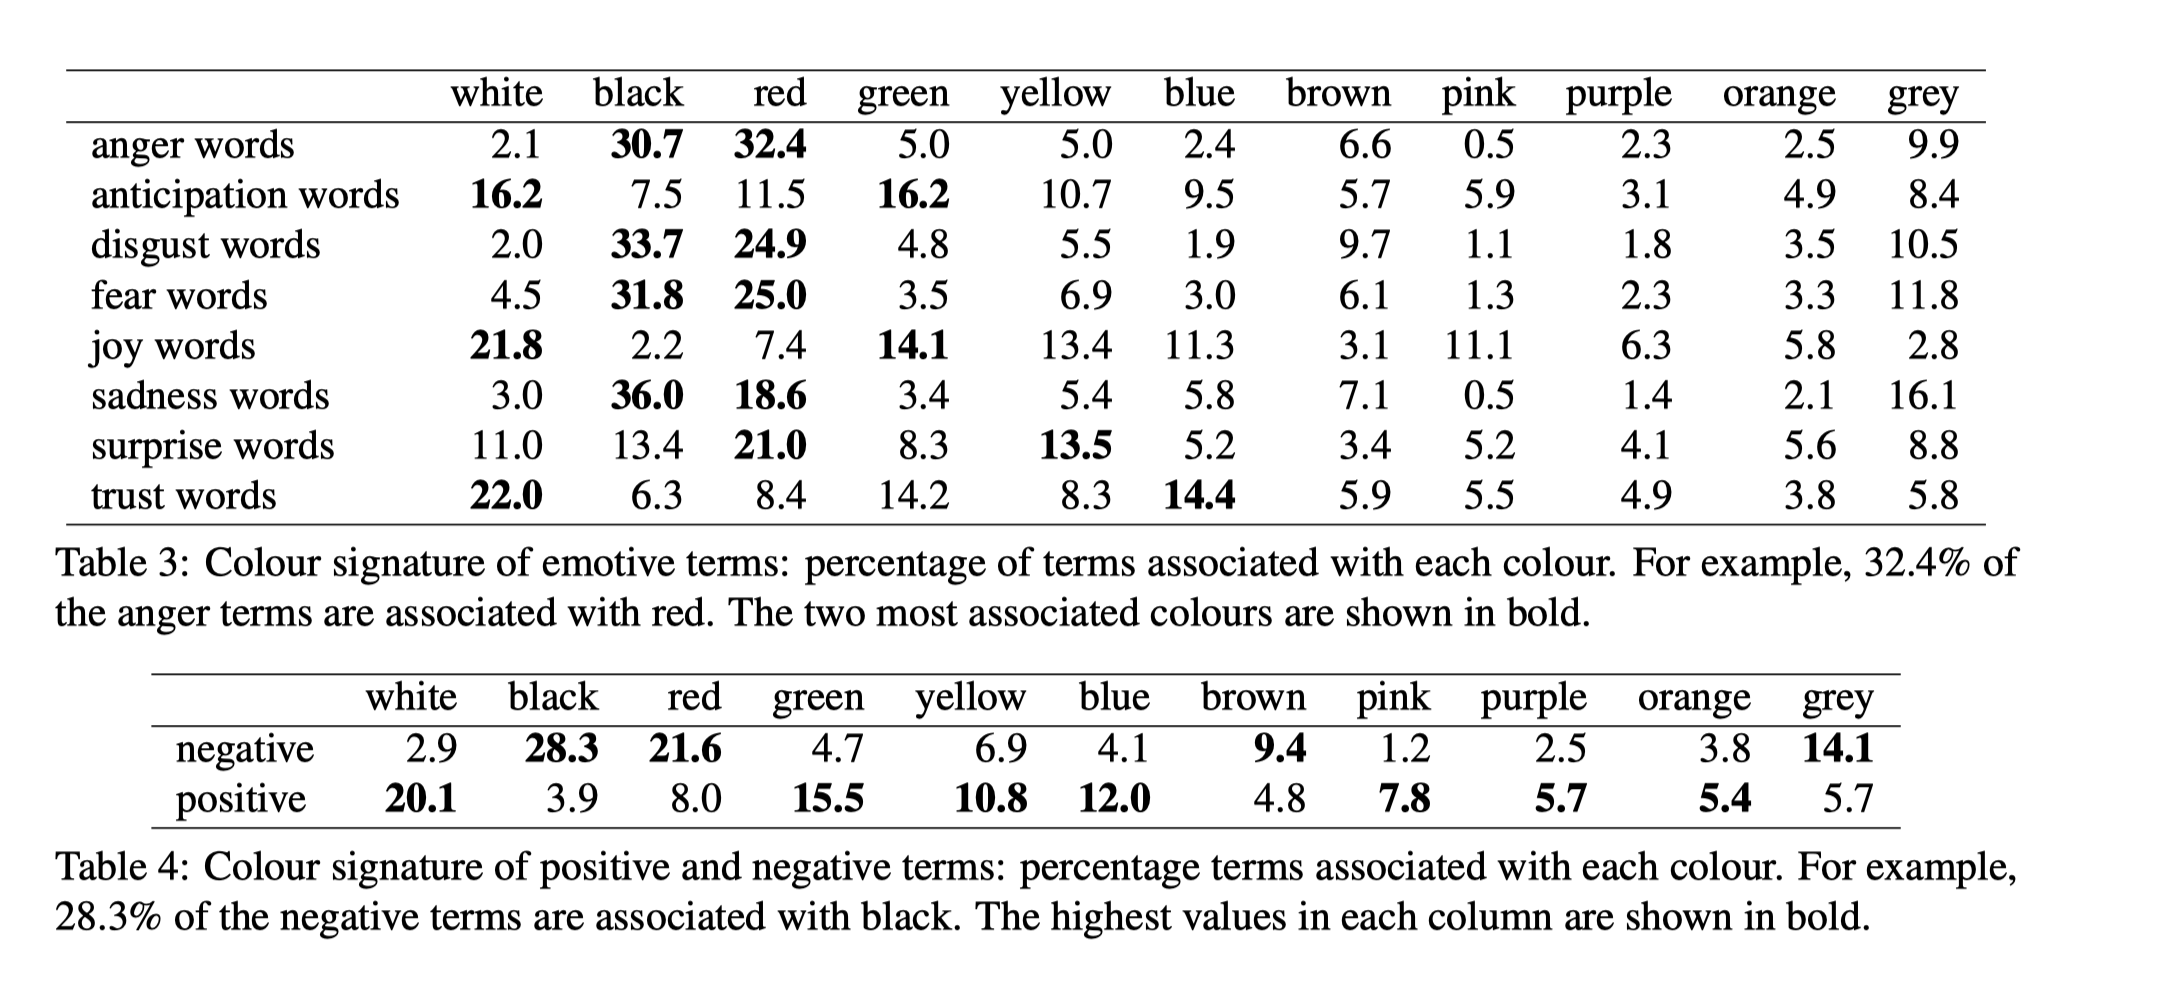 white black red green yellow blue brown pink purple orange grey
anger words 2.1 30.7 32.4 5.0 5.0 2.4 6.6 0.5 2.3 2.5 9.9
anticipation words 16.2 7.5 11.5 16.2 10.7 9.5 5.7 5.9 3.1 4.9 8.4
disgust words 2.0 33.7 24.9 4.8 5.5 1.9 9.7 1.1 1.8 3.5 10.5
fear words 4.5 31.8 25.0 3.5 6.9 3.0 6.1 1.3 2.3 3.3 11.8
joy words 21.8 2.2 7.4 14.1 13.4 11.3 3.1 11.1 6.3 5.8 2.8
sadness words 3.0 36.0 18.6 3.4 5.4 5.8 7.1 0.5 1.4 2.1 16.1
surprise words 11.0 13.4 21.0 8.3 13.5 5.2 3.4 5.2 4.1 5.6 8.8
trust words 22.0 6.3 8.4 14.2 8.3 14.4 5.9 5.5 4.9 3.8 5.8
Table 3: Colour signature of emotive terms: percentage of terms associated with each colour. For example, 32.4% of
the anger terms are associated with red. The two most associated colours are shown in bold.
white black red green yellow blue brown pink purple orange grey
negative 2.9 28.3 21.6 4.7 6.9 4.1 9.4 1.2 2.5 3.8 14.1
positive 20.1 3.9 8.0 15.5 10.8 12.0 4.8 7.8 5.7 5.4 5.7
Table 4: Colour signature of positive and negative terms: percentage terms associated with each colour. For example,
28.3% of the negative terms are associated with black. The highest values in each column are shown in bold.